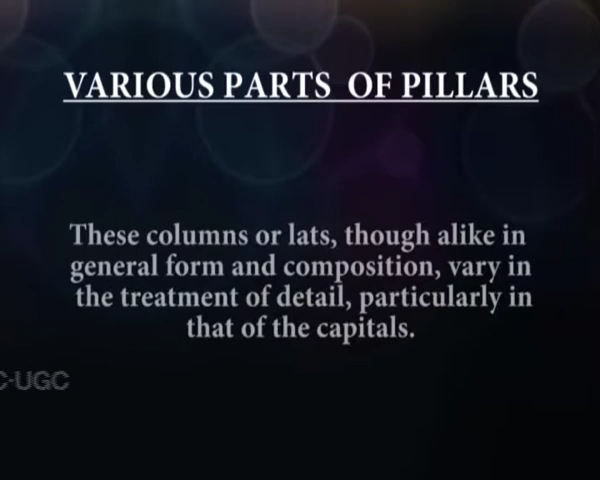 VARIOUS PARTS OF PILLARS
These columns or lats, though alike in
general form and composition, vary in
the treatment of detail, particularly in
that of the capitals.
C-UGC